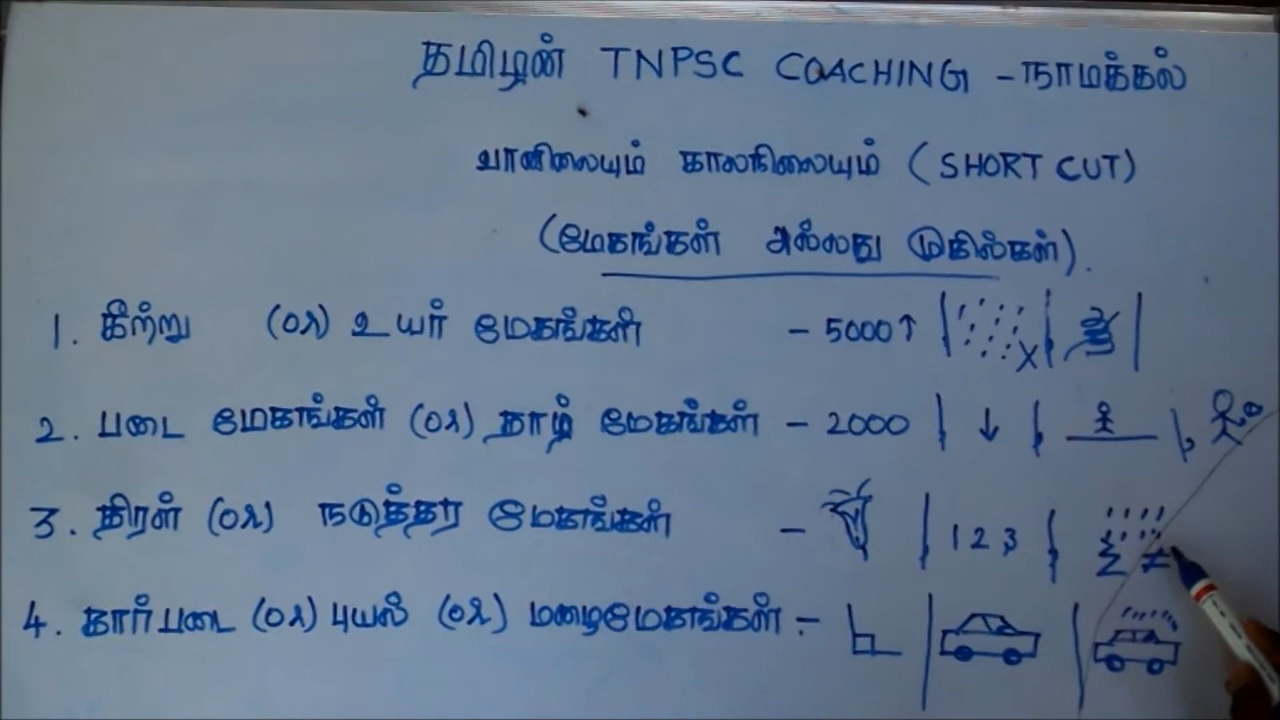 தமிழன் TNPSC COACHING - நாமக்கல்
வானிலையும் காலநிலையும் (SHORT CUT)
(மேகங்கள் அல்லது முகில்கள்).
1. கீற்று (or) உயர் மேகங்கள் - 5000↑ X
2. படை மேகங்கள் (or) தாழ் மேகங்கள் - 2000 ↓
3. திரள் (or) நடுத்தர மேகங்கள் - 1 2 3
4. கார்படை (or) புயல் (or) மழைமேகங்கள் :-